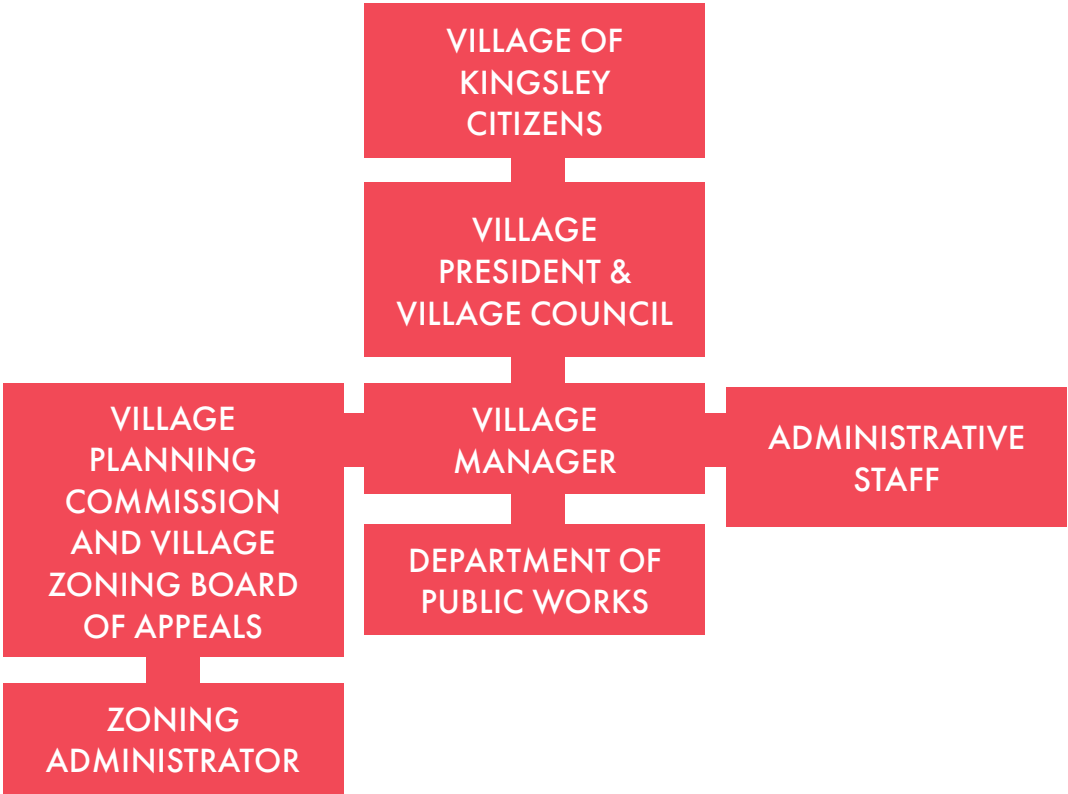 VILLAGE OF
KINGSLEY
CITIZENS
VILLAGE
PRESIDENT &
VILLAGE COUNCIL
VILLAGE
PLANNING
COMMISSION
AND VILLAGE
ZONING BOARD
OF APPEALS
VILLAGE
MANAGER
ADMINISTRATIVE
STAFF
DEPARTMENT OF
PUBLIC WORKS
ZONING
ADMINISTRATOR